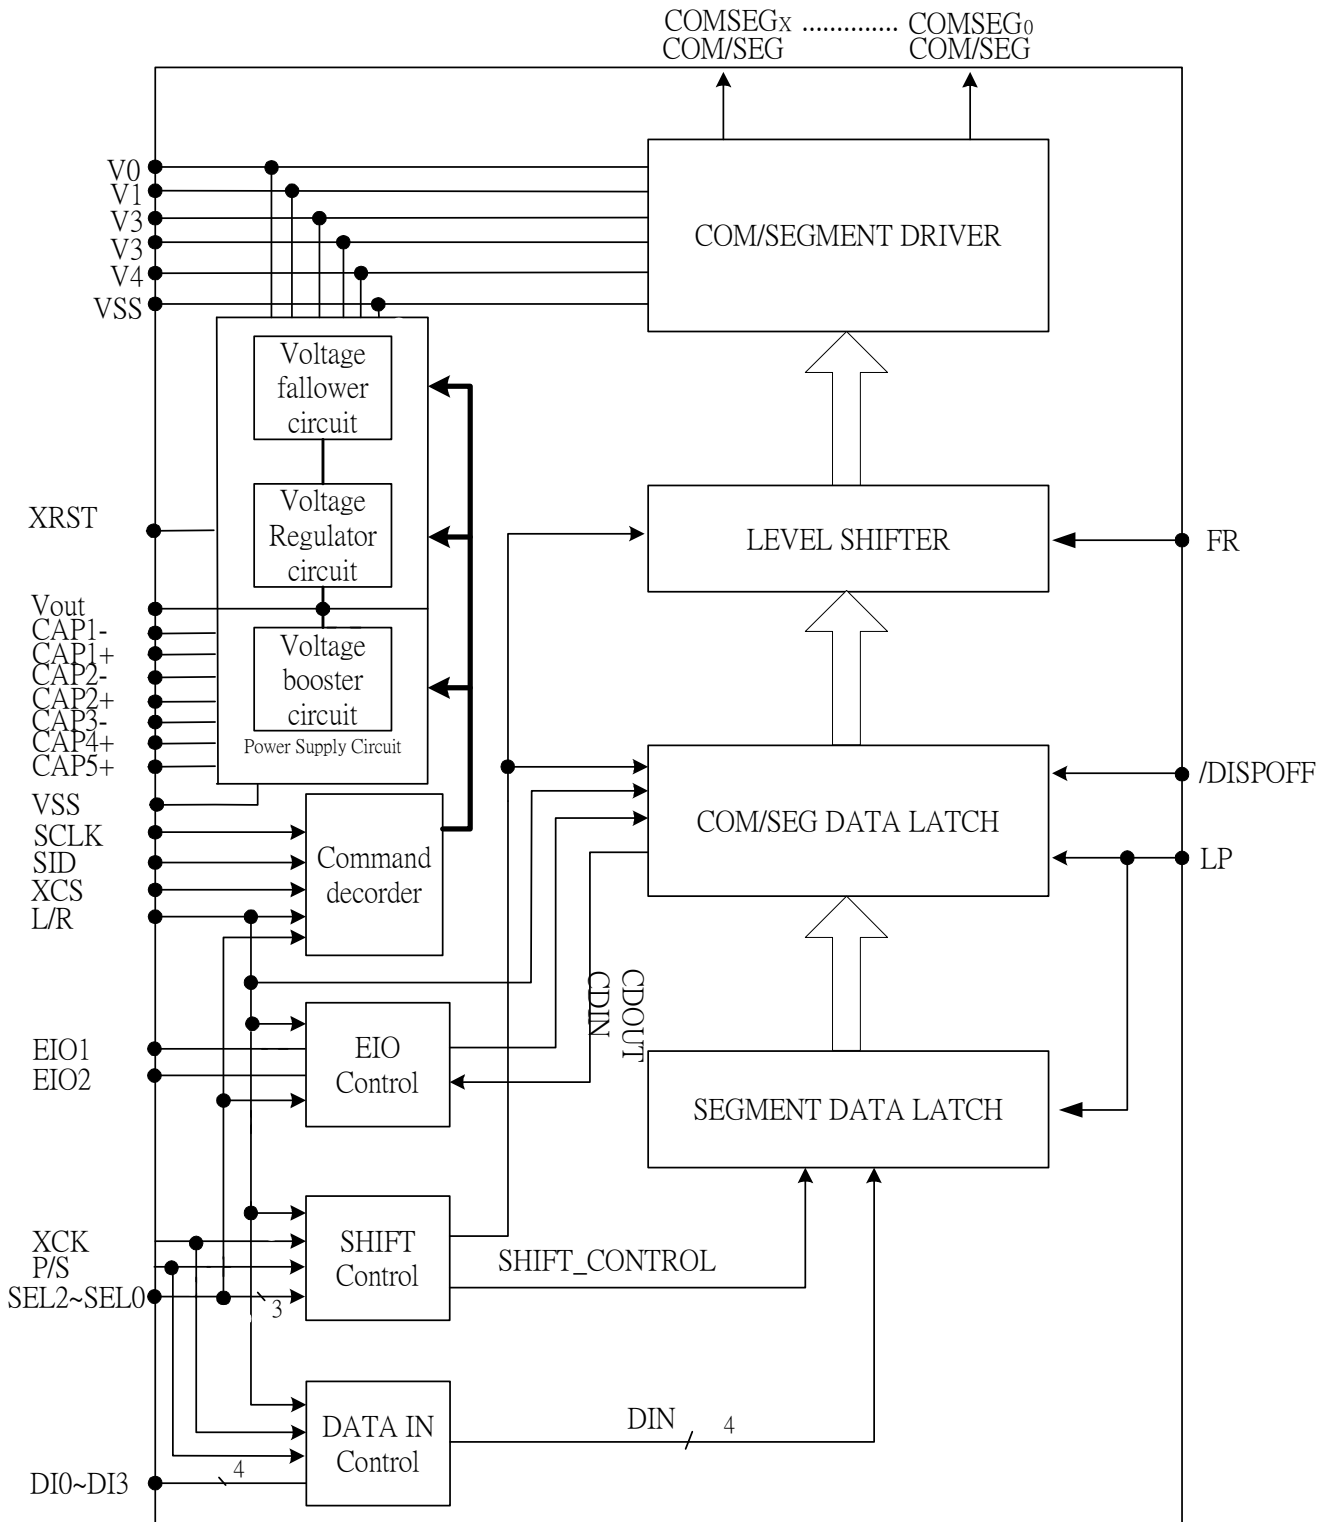 COMSEGX .............. COMSEG0
COM/SEG COM/SEG
V0
V1
V3
V3
V4
VSS
COM/SEGMENT DRIVER
Voltage
fallower
circuit
XRST
Voltage
Regulator
circuit
LEVEL SHIFTER
FR
Vout
CAP1-
CAP1+
CAP2-
CAP2+
CAP3-
CAP4+
CAP5+
Voltage
booster
circuit
Power Supply Circuit
/DISPOFF
VSS
SCLK
SID
XCS
L/R
Command
decorder
COM/SEG DATA LATCH
LP
CDIN
CDOUT
EIO1
EIO2
EIO
Control
SEGMENT DATA LATCH
XCK
P/S
SEL2~SEL0
3
SHIFT
Control
SHIFT_CONTROL
DATA IN
Control
DIN
4
DI0~DI3
4